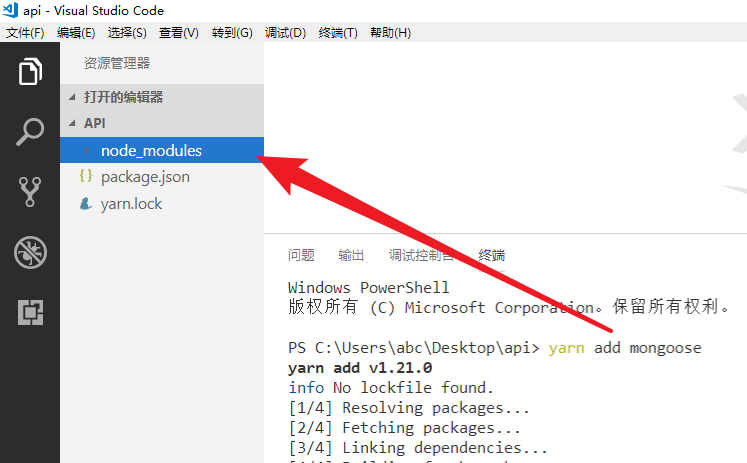 api - Visual Studio Code
文件(F) 编辑(E) 选择(S) 查看(V) 转到(G) 调试(D) 终端(T) 帮助(H)
资源管理器
打开的编辑器
API
node_modules
{ } package.json
yarn.lock
问题 输出 调试控制台 终端
Windows PowerShell
版权所有 (C) Microsoft Corporation。保留所有权利。
PS C:\Users\abc\Desktop\api> yarn add mongoose
yarn add v1.21.0
info No lockfile found.
[1/4] Resolving packages...
[2/4] Fetching packages...
[3/4] Linking dependencies...